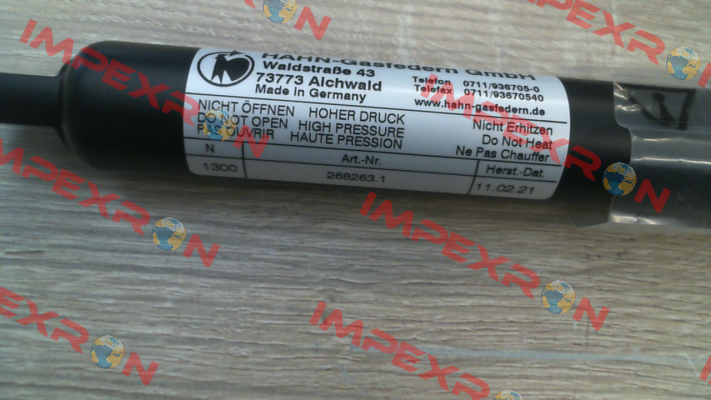 HAHN-Gasfedern GmbH
Waldstraße 43
73773 Aichwald
Made in Germany
Telefon 0711/936705-0
Telefax 0711/93670540
www.hahn-gasfedern.de
NICHT ÖFFNEN HOHER DRUCK Nicht Erhitzen
DO NOT OPEN HIGH PRESSURE Do Not Heat
PAS OUVRIR HAUTE PRESSION Ne Pas Chauffer
N Art.-Nr. Herst.-Dat.
1300 268263.1 11.02.21
IMPEXRON
IMPEXRON
IMPEXRON
IMPEXRON
IMPEXRON
IMPEXRON